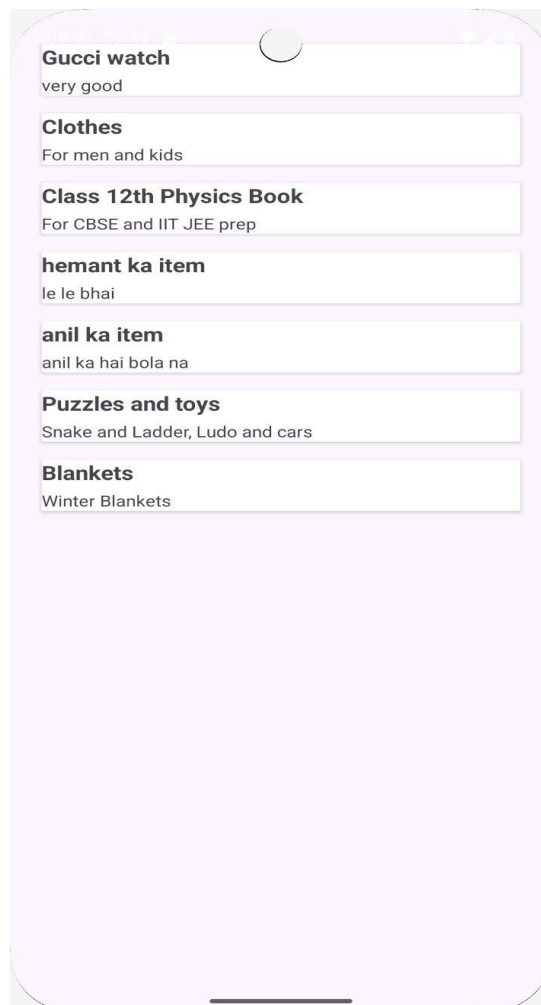 Gucci watch
very good
Clothes
For men and kids
Class 12th Physics Book
For CBSE and IIT JEE prep
hemant ka item
le le bhai
anil ka item
anil ka hai bola na
Puzzles and toys
Snake and Ladder, Ludo and cars
Blankets
Winter Blankets